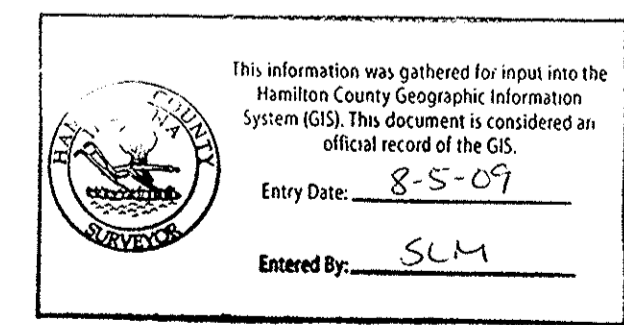 HAMILTON COUNTY
SURVEYOR
This information was gathered for input into the
Hamilton County Geographic Information
System (GIS). This document is considered an
official record of the GIS.
Entry Date: 8-5-09
Entered By: SLM